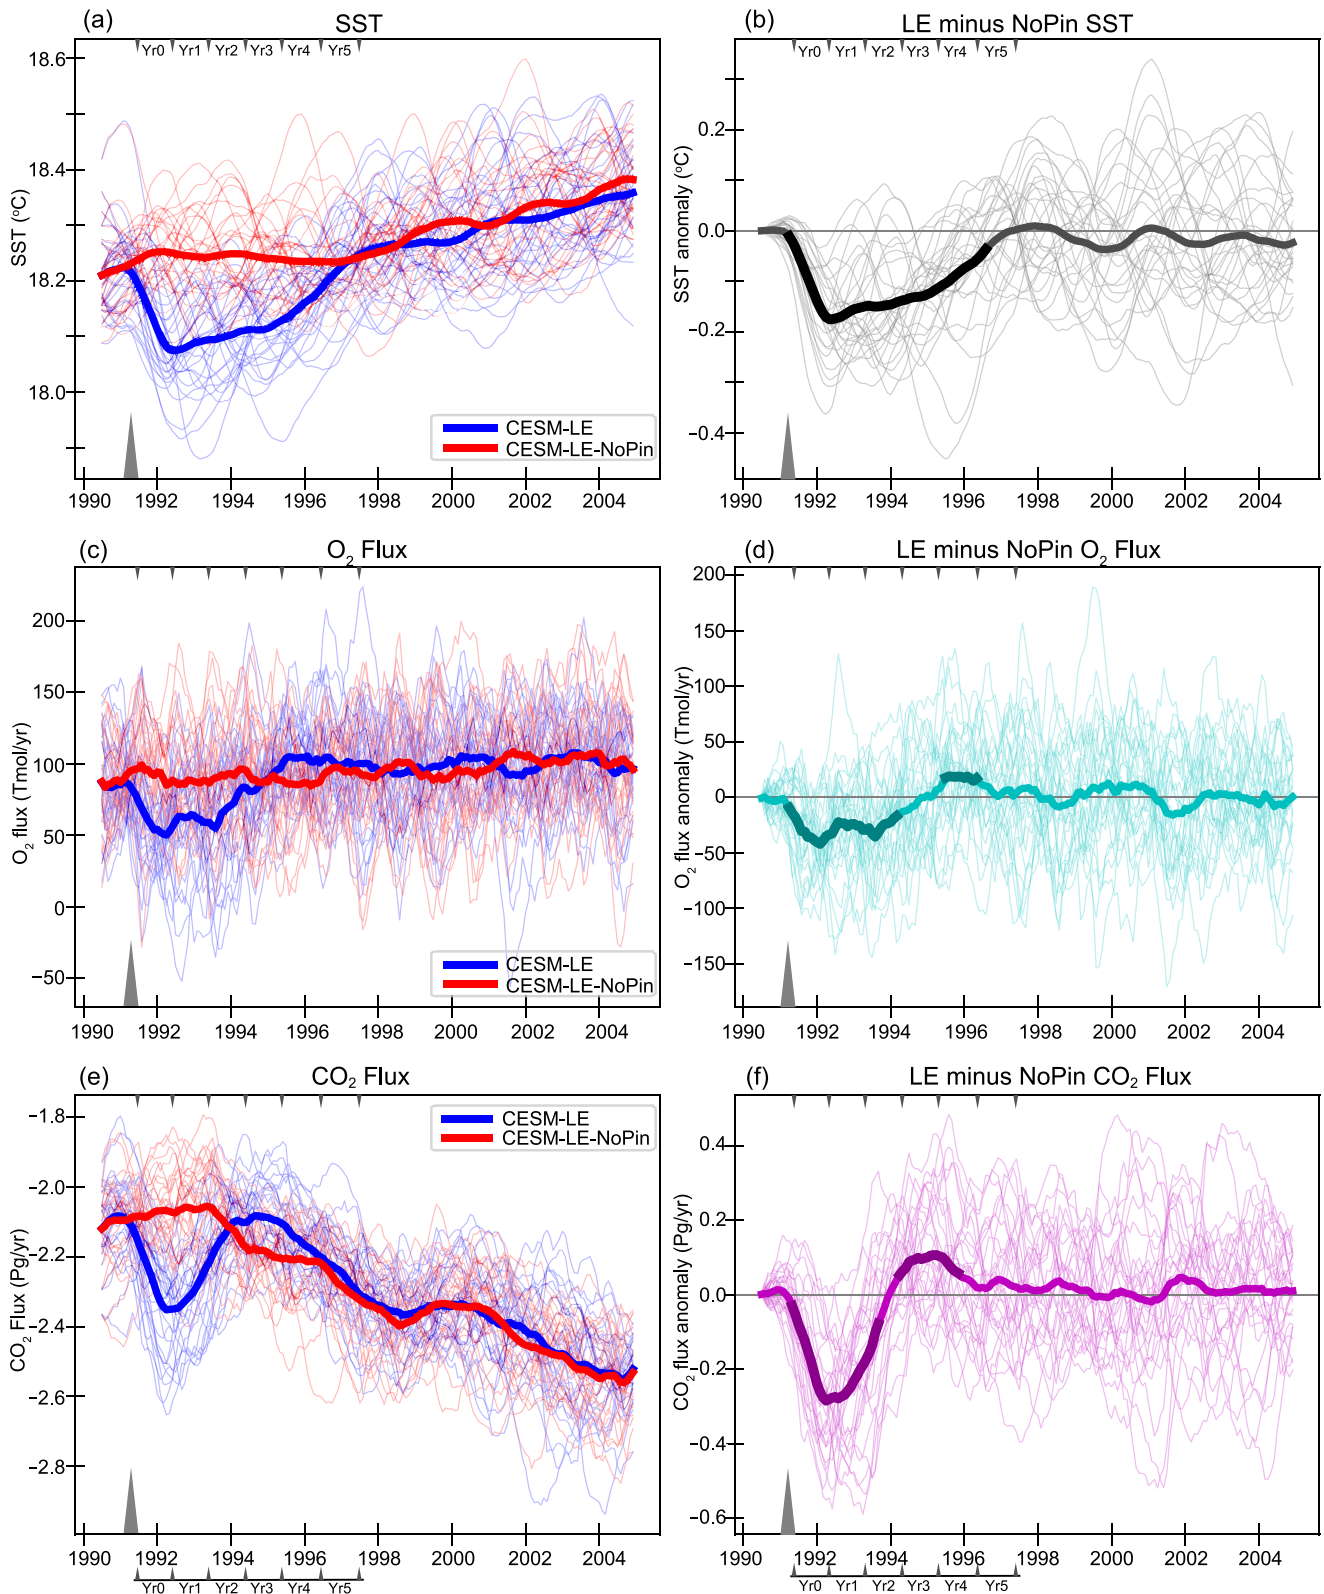 (a) SST
Yr0 Yr1 Yr2 Yr3 Yr4 Yr5
18.6
18.4
18.2
18.0
SST (°C)
CESM-LE
CESM-LE-NoPin
1990 1992 1994 1996 1998 2000 2002 2004
(b) LE minus NoPin SST
Yr0 Yr1 Yr2 Yr3 Yr4 Yr5
0.2
0.0
−0.2
−0.4
SST anomaly (°C)
1990 1992 1994 1996 1998 2000 2002 2004
(c) O₂ Flux
200
150
100
50
0
−50
O₂ flux (Tmol/yr)
CESM-LE
CESM-LE-NoPin
1990 1992 1994 1996 1998 2000 2002 2004
(d) LE minus NoPin O₂ Flux
200
150
100
50
0
−50
−100
−150
O₂ flux anomaly (Tmol/yr)
1990 1992 1994 1996 1998 2000 2002 2004
(e) CO₂ Flux
−1.8
−2.0
−2.2
−2.4
−2.6
−2.8
CO₂ Flux (Pg/yr)
CESM-LE
CESM-LE-NoPin
1990 1992 1994 1996 1998 2000 2002 2004
Yr0 Yr1 Yr2 Yr3 Yr4 Yr5
(f) LE minus NoPin CO₂ Flux
0.4
0.2
0.0
−0.2
−0.4
−0.6
CO₂ flux anomaly (Pg/yr)
1990 1992 1994 1996 1998 2000 2002 2004
Yr0 Yr1 Yr2 Yr3 Yr4 Yr5